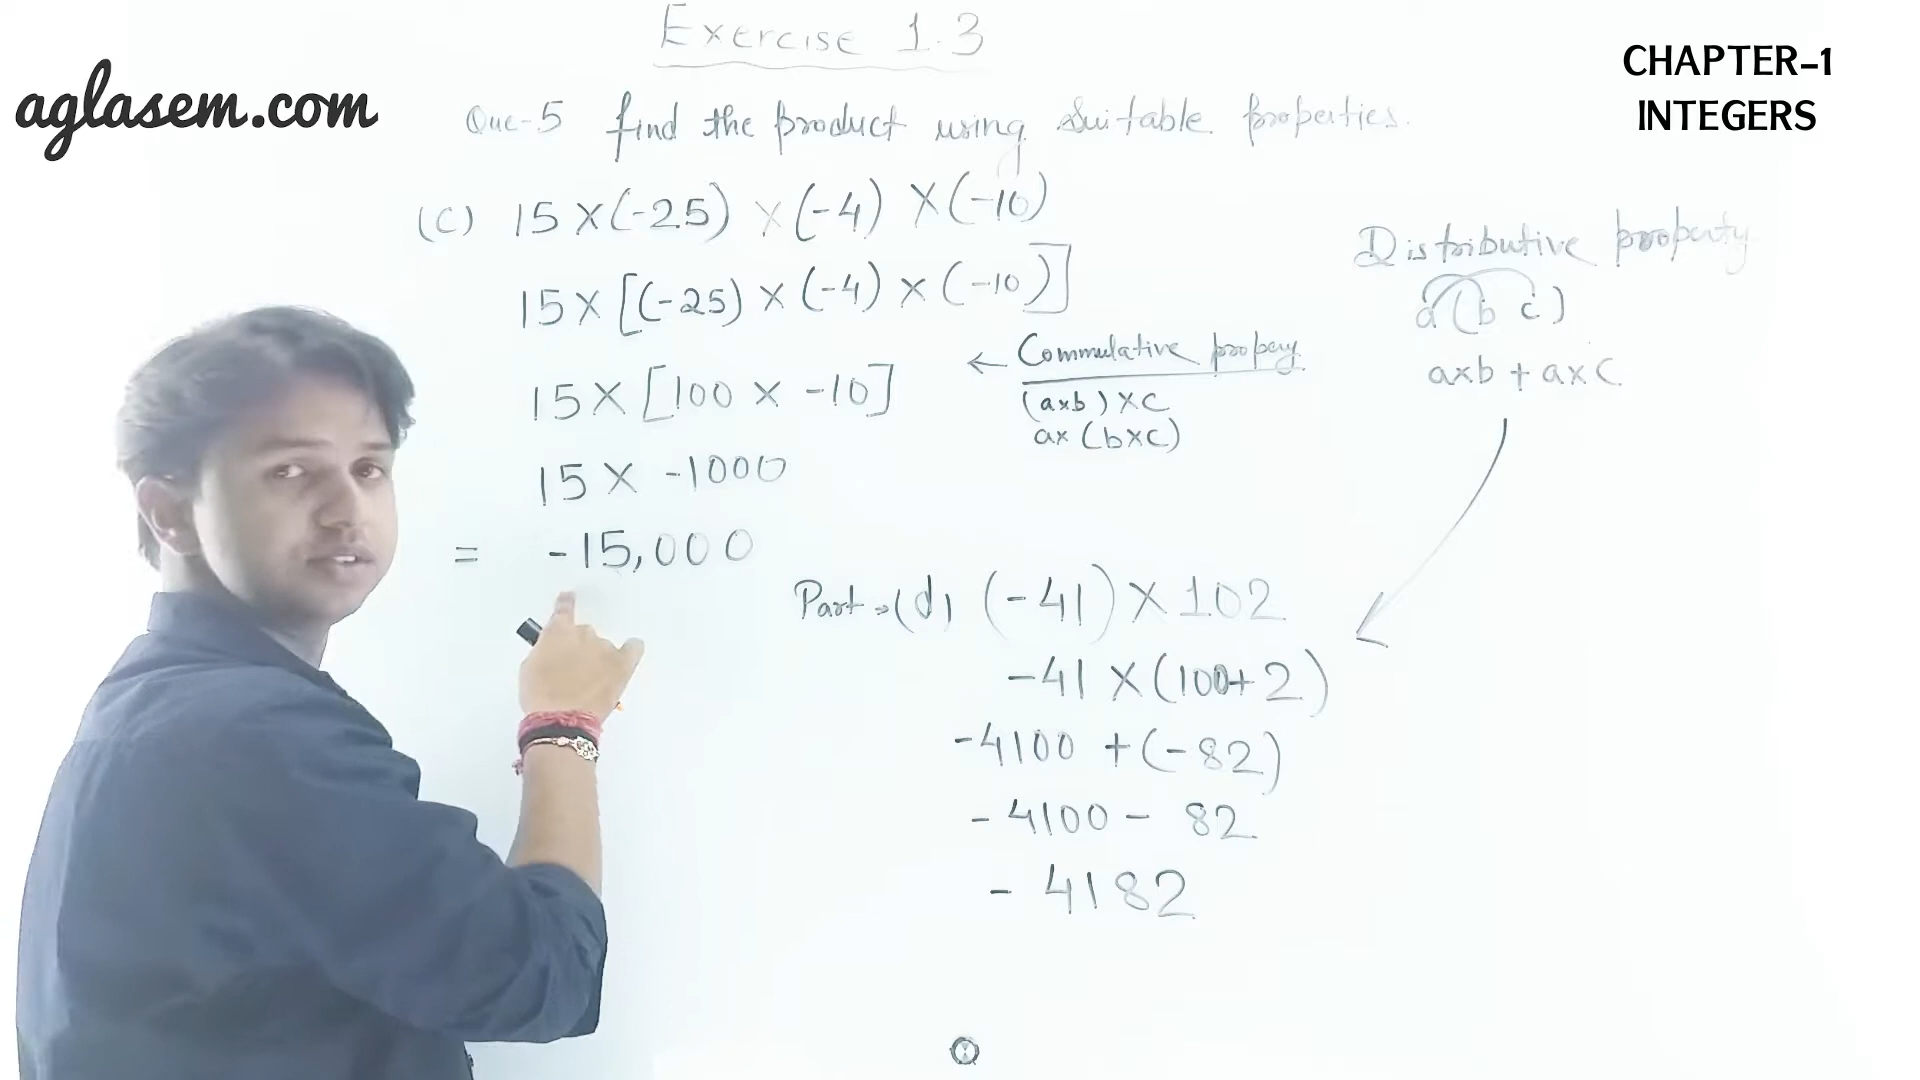 Exercise 1.3
aglasem.com
CHAPTER-1
INTEGERS
Que-5 find the product using suitable properties.
(C) 15 × (-25) × (-4) × (-10)
15 × [(-25) × (-4) × (-10)]
15 × [100 × -10]
15 × -1000
= -15,000
← Commulative propery
(a×b) × c
a× (b×c)
Distributive property
a (b c)
a×b + a×c
Part → (d) (-41) × 102
-41 × (100+2)
-4100 + (-82)
-4100 - 82
- 4182